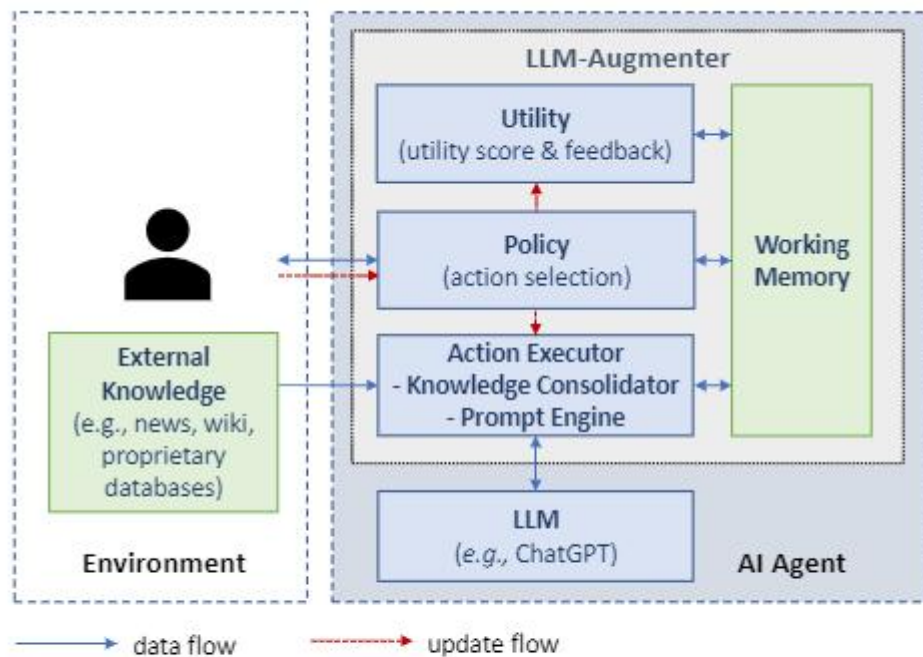 LLM-Augmenter
Utility
(utility score & feedback)
Policy
(action selection)
Working
Memory
External
Knowledge
(e.g., news, wiki,
proprietary
databases)
Action Executor
- Knowledge Consolidator
- Prompt Engine
LLM
(e.g., ChatGPT)
Environment
AI Agent
data flow
update flow